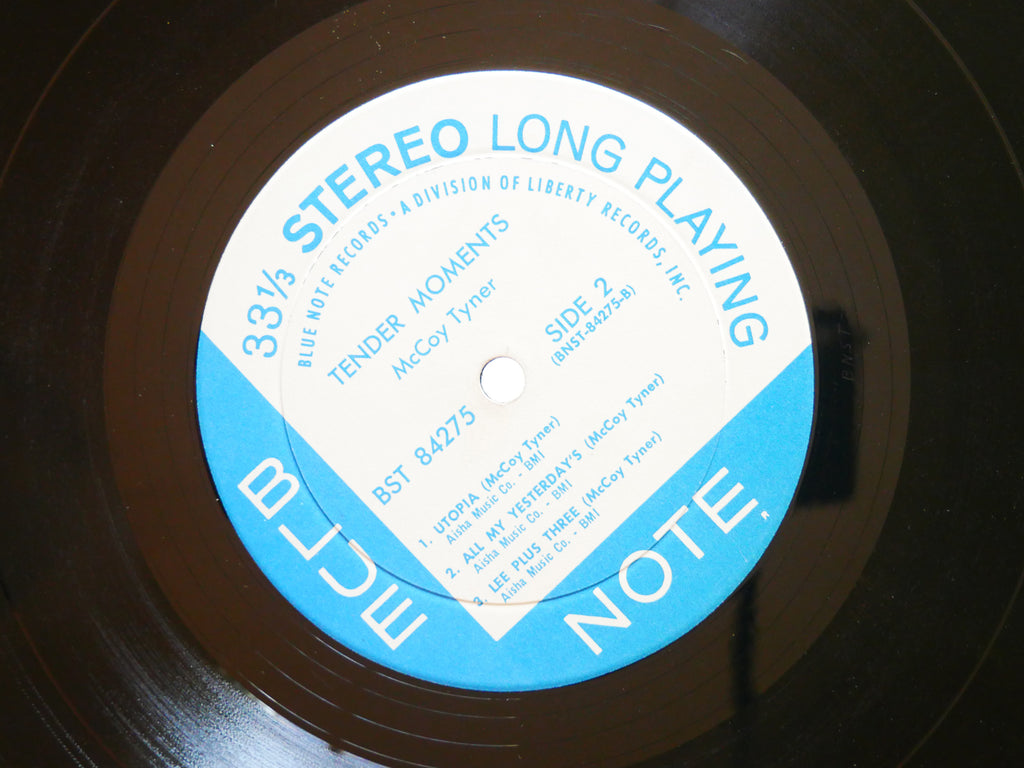 33⅓ STEREO LONG PLAYING
BLUE NOTE RECORDS • A DIVISION OF LIBERTY RECORDS, INC.
TENDER MOMENTS
McCoy Tyner
SIDE 2
(BNST-84275-B)
BST 84275
1. UTOPIA (McCoy Tyner)
Aisha Music Co. - BMI
2. ALL MY YESTERDAY'S (McCoy Tyner)
Aisha Music Co. - BMI
3. LEE PLUS THREE (McCoy Tyner)
Aisha Music Co. - BMI
BLUE NOTE
BNST